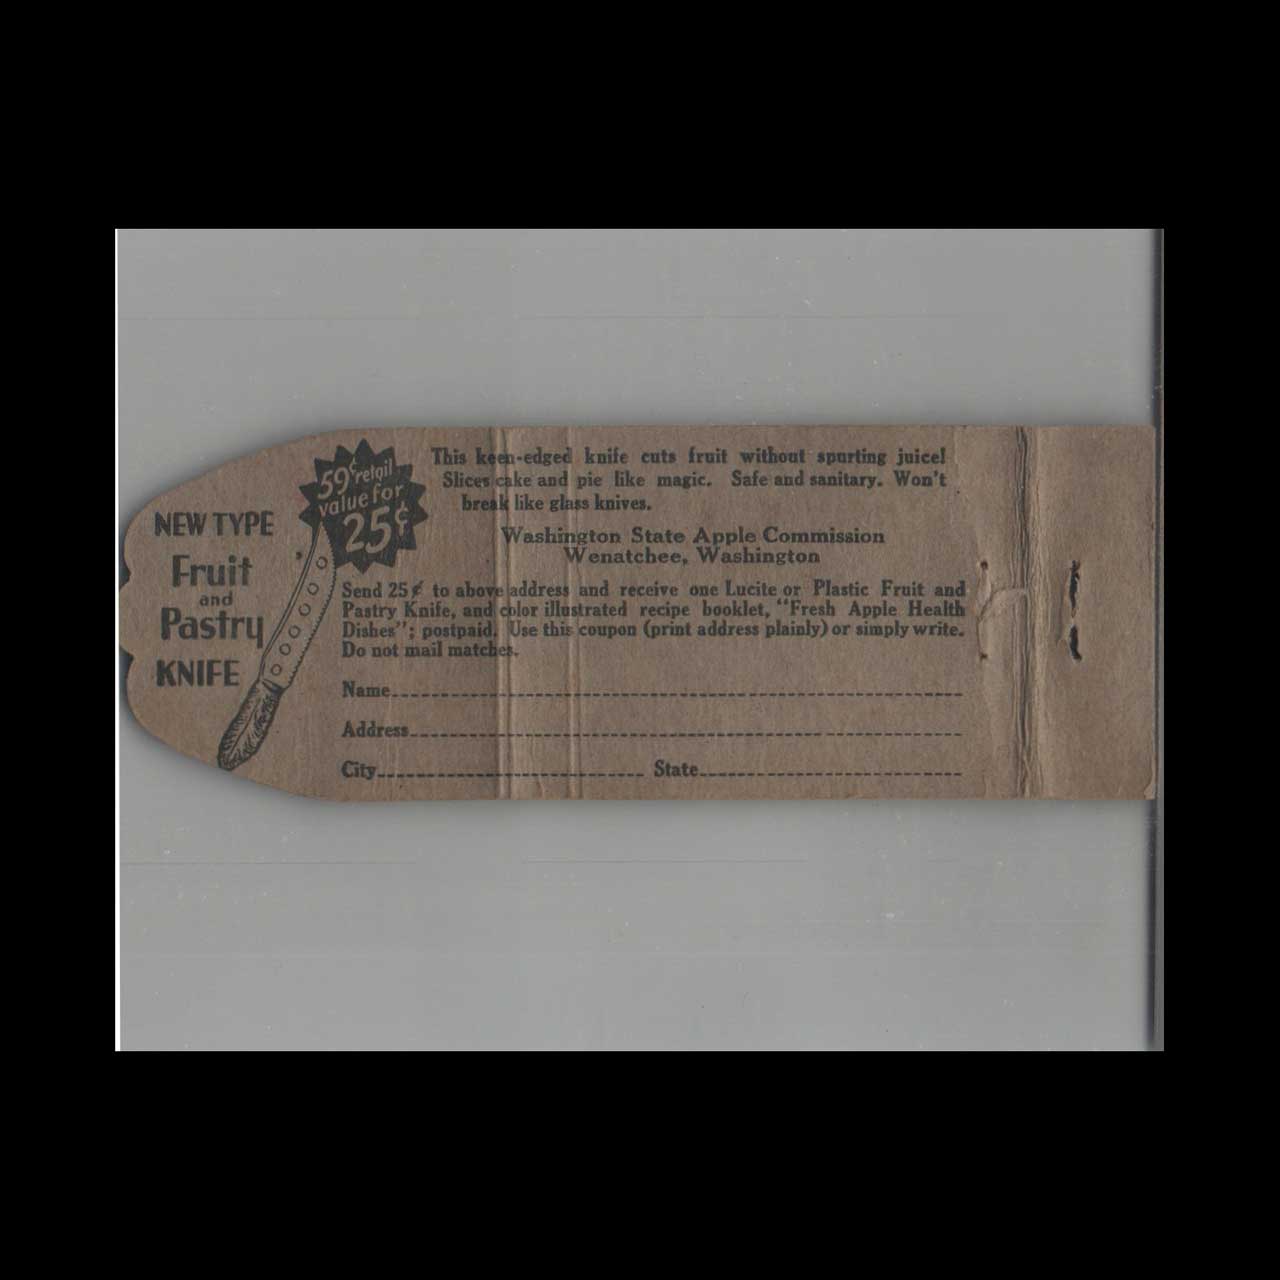 NEW TYPE
Fruit
and
Pastry
KNIFE
59¢ retail
value for
25¢
This keen-edged knife cuts fruit without spurting juice!
Slices cake and pie like magic. Safe and sanitary. Won't
break like glass knives.
Washington State Apple Commission
Wenatchee, Washington
Send 25¢ to above address and receive one Lucite or Plastic Fruit and
Pastry Knife, and color illustrated recipe booklet, "Fresh Apple Health
Dishes"; postpaid. Use this coupon (print address plainly) or simply write.
Do not mail matches.
Name
Address
City State